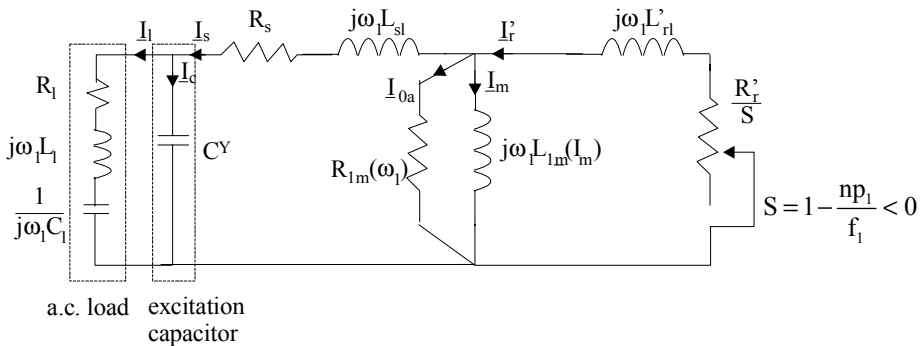 I_l
I_s
R_s
jω_1L_sl
I'_r
jω_1L'_rl
R_l
I_c
I_0a
I_m
R'_r
S
jω_1L_l
C^Y
R_1m(ω_1)
jω_1L_1m(I_m)
1
jω_1C_l
S = 1 − np_1/f_1 < 0
a.c. load
excitation
capacitor